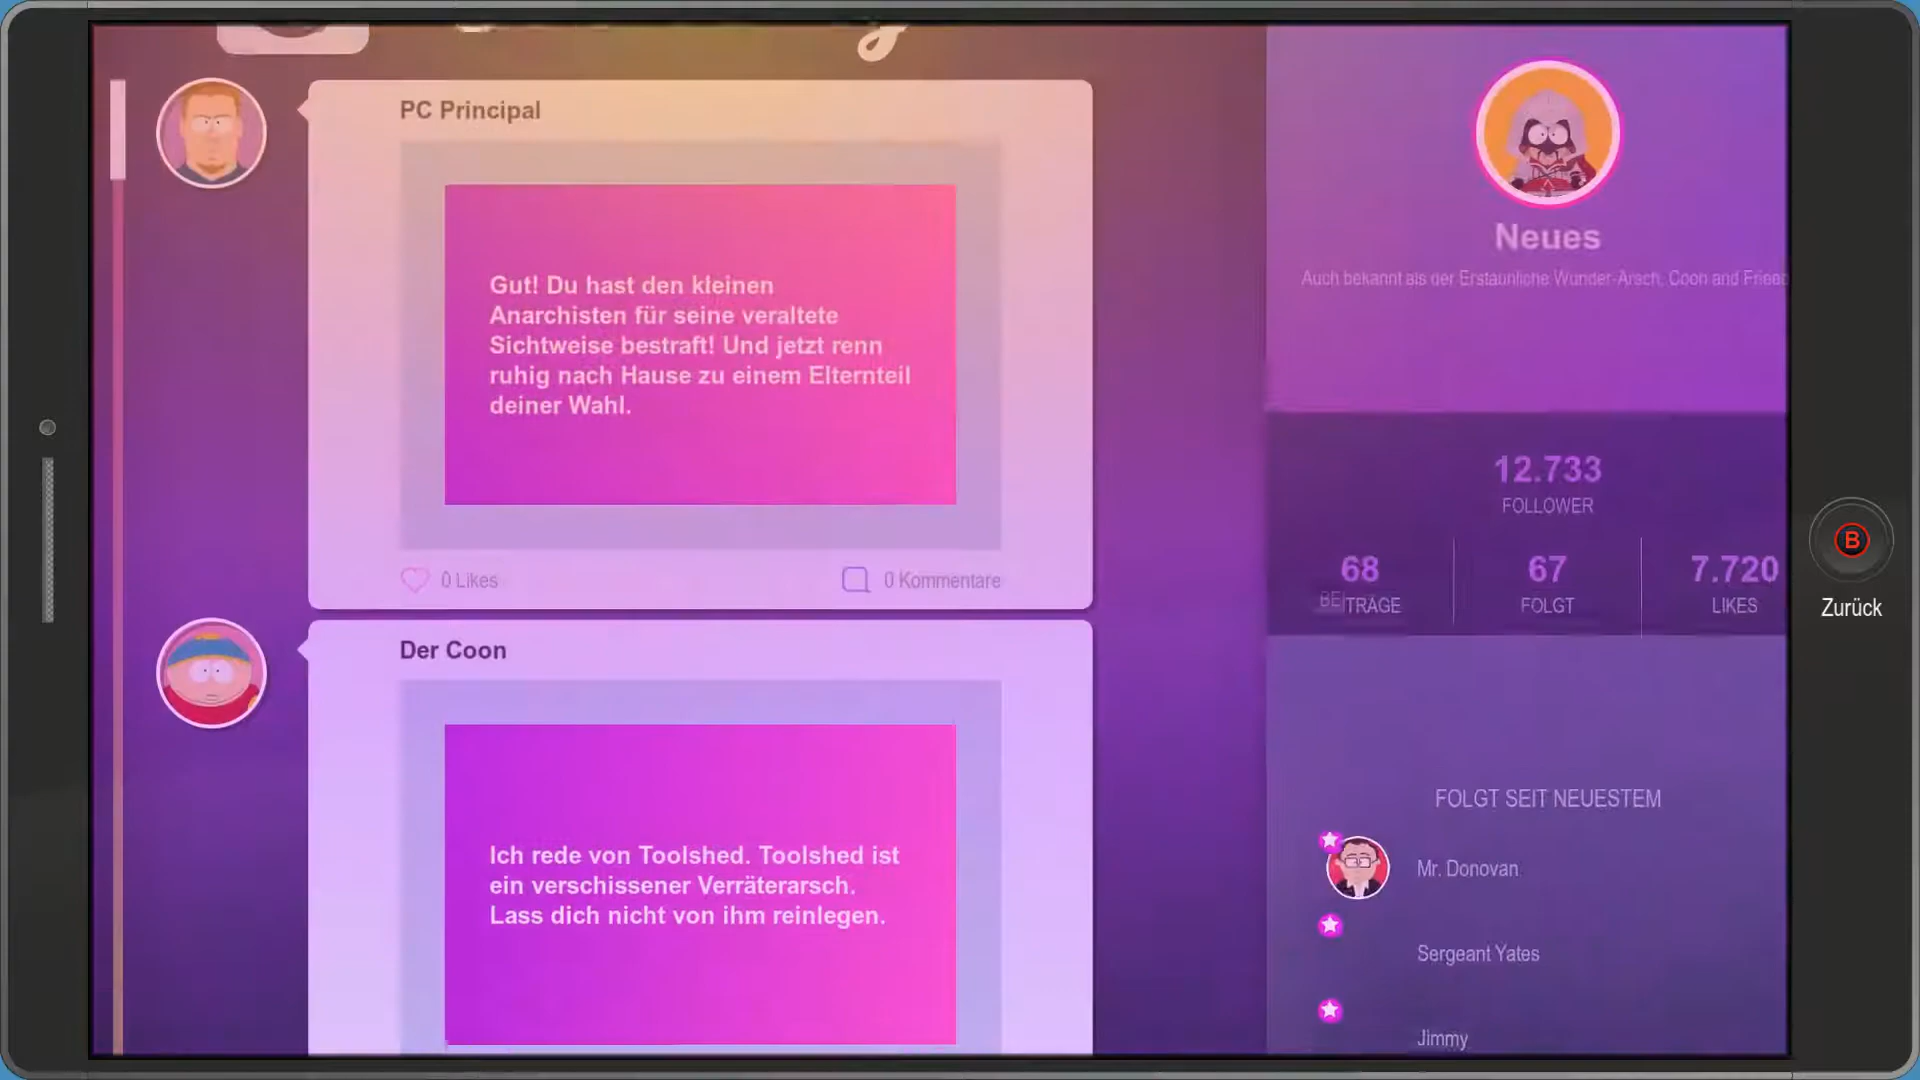 PC Principal
Gut! Du hast den kleinen
Anarchisten für seine veraltete
Sichtweise bestraft! Und jetzt renn
ruhig nach Hause zu einem Elternteil
deiner Wahl.
0 Likes
0 Kommentare
Der Coon
Ich rede von Toolshed. Toolshed ist
ein verschissener Verräterarsch.
Lass dich nicht von ihm reinlegen.
Neues
Auch bekannt als der Erstaunliche Wunder-Arsch, Coon and
12.733
FOLLOWER
68
BEITRÄGE
67
FOLGT
7.720
LIKES
FOLGT SEIT NEUESTEM
Mr. Donovan
Sergeant Yates
Jimmy
B
Zurück